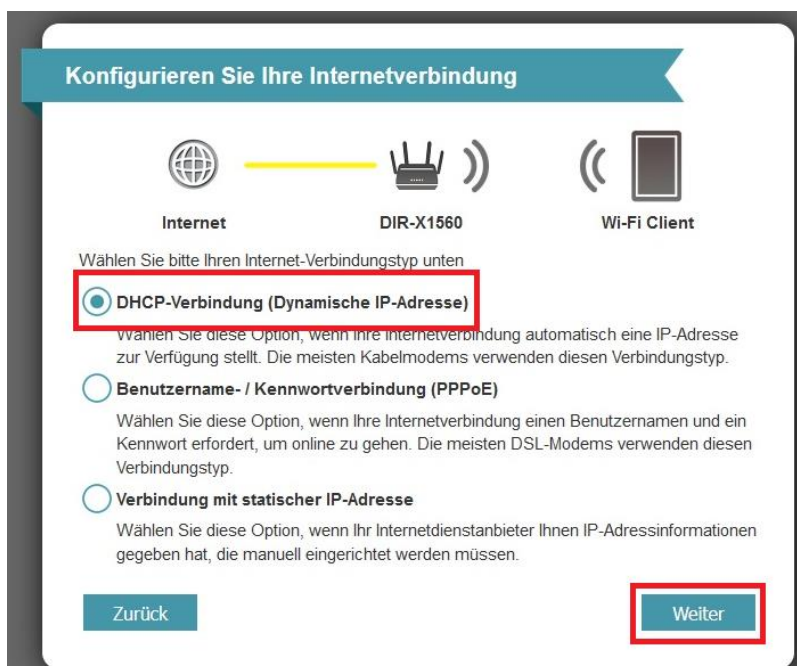 Konfigurieren Sie Ihre Internetverbindung
Internet
DIR-X1560
Wi-Fi Client
Wählen Sie bitte Ihren Internet-Verbindungstyp unten
DHCP-Verbindung (Dynamische IP-Adresse)
Wählen Sie diese Option, wenn Ihre Internetverbindung automatisch eine IP-Adresse
zur Verfügung stellt. Die meisten Kabelmodems verwenden diesen Verbindungstyp.
Benutzername- / Kennwortverbindung (PPPoE)
Wählen Sie diese Option, wenn Ihre Internetverbindung einen Benutzernamen und ein
Kennwort erfordert, um online zu gehen. Die meisten DSL-Modems verwenden diesen
Verbindungstyp.
Verbindung mit statischer IP-Adresse
Wählen Sie diese Option, wenn Ihr Internetdienstanbieter Ihnen IP-Adressinformationen
gegeben hat, die manuell eingerichtet werden müssen.
Zurück
Weiter